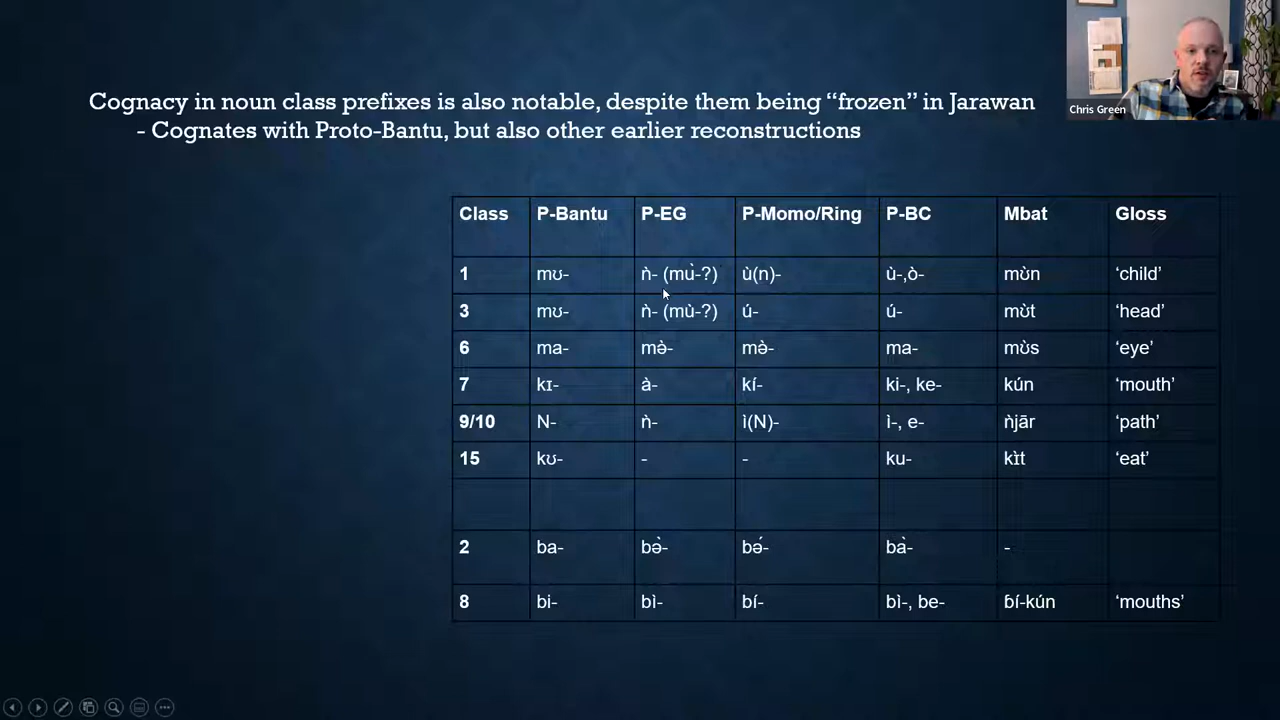 Cognacy in noun class prefixes is also notable, despite them being “frozen” in Jarawan
- Cognates with Proto-Bantu, but also other earlier reconstructions
Chris Green
Class P-Bantu P-EG P-Momo/Ring P-BC Mbat Gloss
1 mʊ- ǹ- (mù-?) ù(n)- ù-,ò- mʊ̀n ‘child’
3 mʊ- ǹ- (mù-?) ú- ú- mʊ̀t ‘head’
6 ma- mə̀- mə̀- ma- mʊ̀s ‘eye’
7 kɪ- à- kí- ki-, ke- kún ‘mouth’
9/10 N- ǹ- ì(N)- ì-, e- ǹjār ‘path’
15 kʊ- - - ku- kɪ̀t ‘eat’
2 ba- bə̀- bə́- bà- -
8 bi- bì- bí- bì-, be- ɓí-kún ‘mouths’